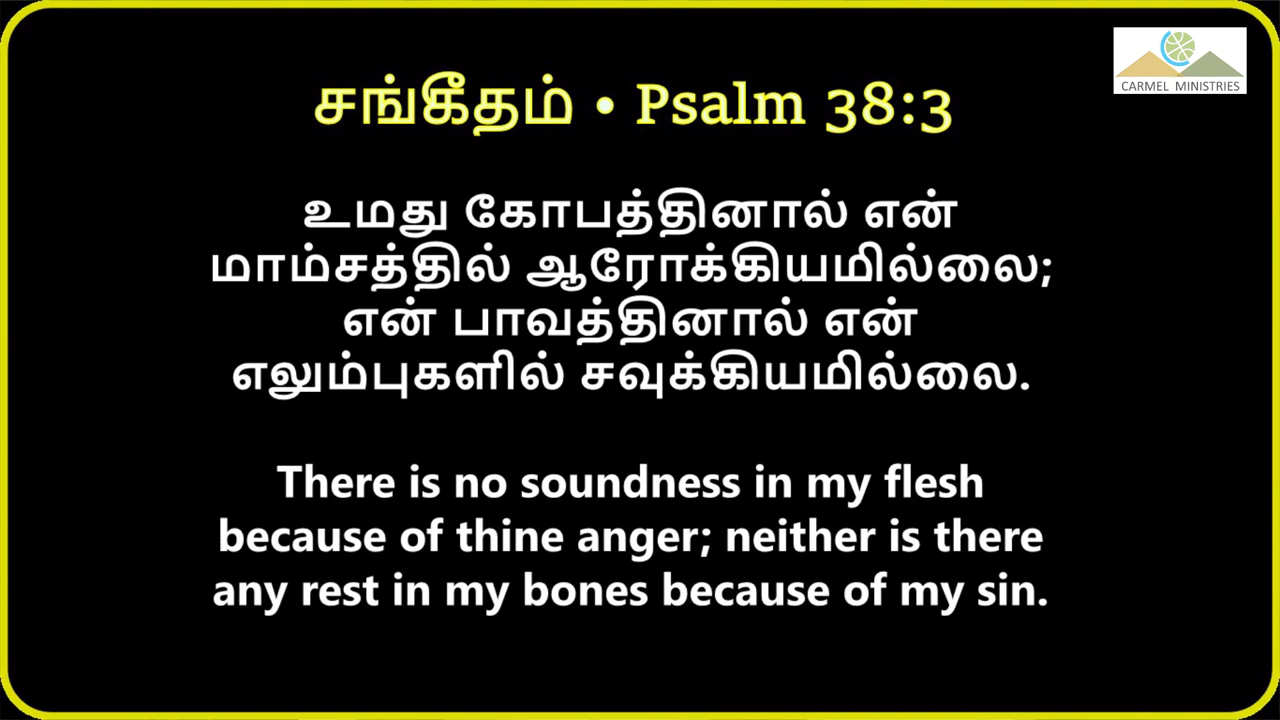 CARMEL MINISTRIES
சங்கீதம் • Psalm 38:3
உமது கோபத்தினால் என்
மாம்சத்தில் ஆரோக்கியமில்லை;
என் பாவத்தினால் என்
எலும்புகளில் சவுக்கியமில்லை.
There is no soundness in my flesh
because of thine anger; neither is there
any rest in my bones because of my sin.